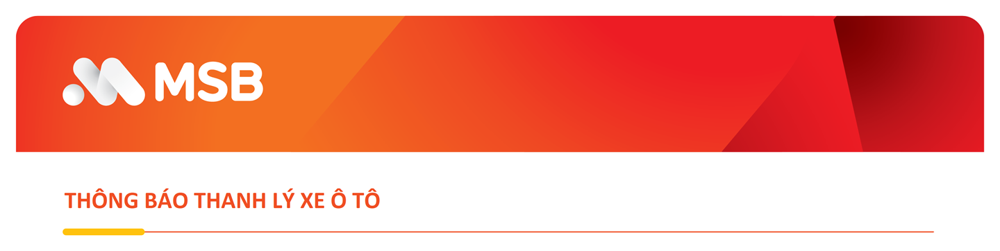 MSB
THÔNG BÁO THANH LÝ XE Ô TÔ